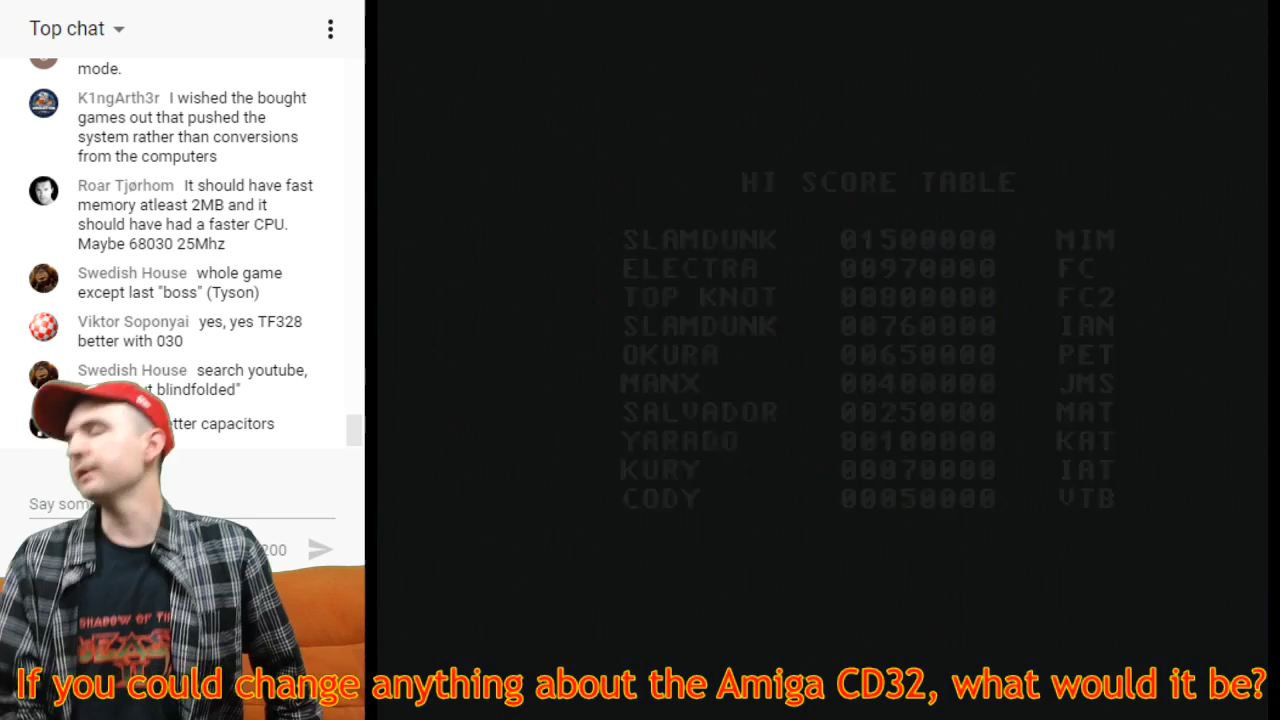 Top chat
mode.
K1ngArth3r I wished the bought
games out that pushed the
system rather than conversions
from the computers
Roar Tjørhom It should have fast
memory atleast 2MB and it
should have had a faster CPU.
Maybe 68030 25Mhz
Swedish House whole game
except last "boss" (Tyson)
Viktor Soponyai yes, yes TF328
better with 030
Swedish House search youtube,
blindfolded"
capacitors
Say
HI SCORE TABLE
SLAMDUNK 01500000 MIM
ELECTRA 00970000 FC
TOP KNOT 00800000 FC2
SLAMDUNK 00760000 IAN
OKURA 00650000 PET
MANX 00400000 JMS
SALVADOR 00250000 MAT
YARADO 00100000 KAT
KURY 00070000 IAT
CODY 00050000 VTB
SHADOW OF
BEAST
II
If you could change anything about the Amiga CD32, what would it be?